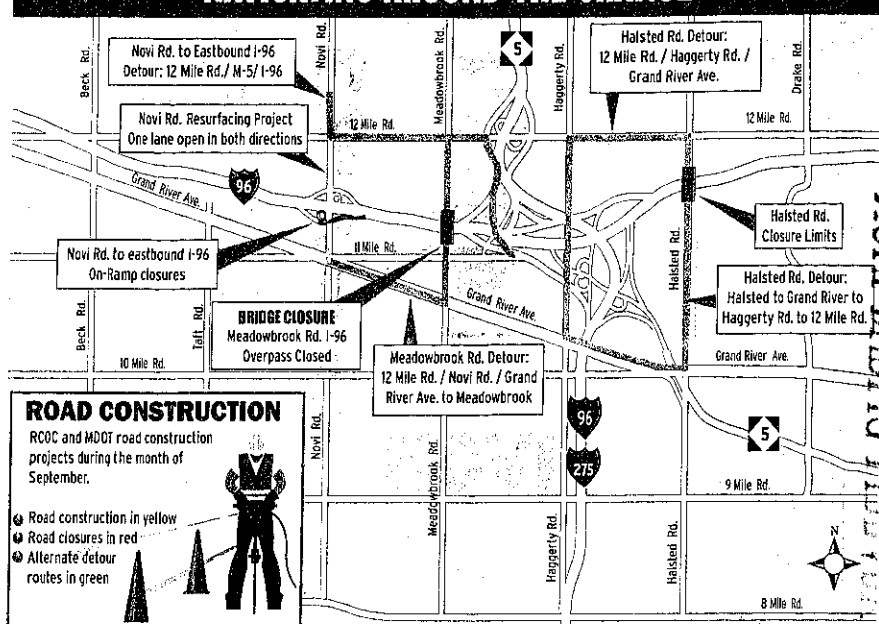 Novi Rd. to Eastbound I-96
Detour: 12 Mile Rd./ M-5/ I-96
Halsted Rd. Detour:
12 Mile Rd. / Haggerty Rd. /
Grand River Ave.
Beck Rd.
Novi Rd.
Meadowbrook Rd.
5
Haggerty Rd.
Drake Rd.
Novi Rd. Resurfacing Project
One lane open in both directions
12 Mile Rd.
12 Mile Rd.
96
Grand River Ave.
Novi Rd. to eastbound I-96
On-Ramp closures
11 Mile Rd.
Halsted Rd.
Closure Limits
Halsted Rd.
Halsted Rd. Detour:
Halsted to Grand River to
Haggerty Rd. to 12 Mile Rd.
BRIDGE CLOSURE
Meadowbrook Rd. I-96
Overpass Closed
Grand River Ave.
Beck Rd.
Taft Rd.
10 Mile Rd.
Meadowbrook Rd. Detour:
12 Mile Rd. / Novi Rd. / Grand
River Ave. to Meadowbrook
Grand River Ave.
ROAD CONSTRUCTION
RCOC and MDOT road construction
projects during the month of
September.
Road construction in yellow
Road closures in red
Alternate detour
routes in green
Novi Rd.
Meadowbrook Rd.
96
275
5
9 Mile Rd.
Haggerty Rd.
Halsted Rd.
N
8 Mile Rd.